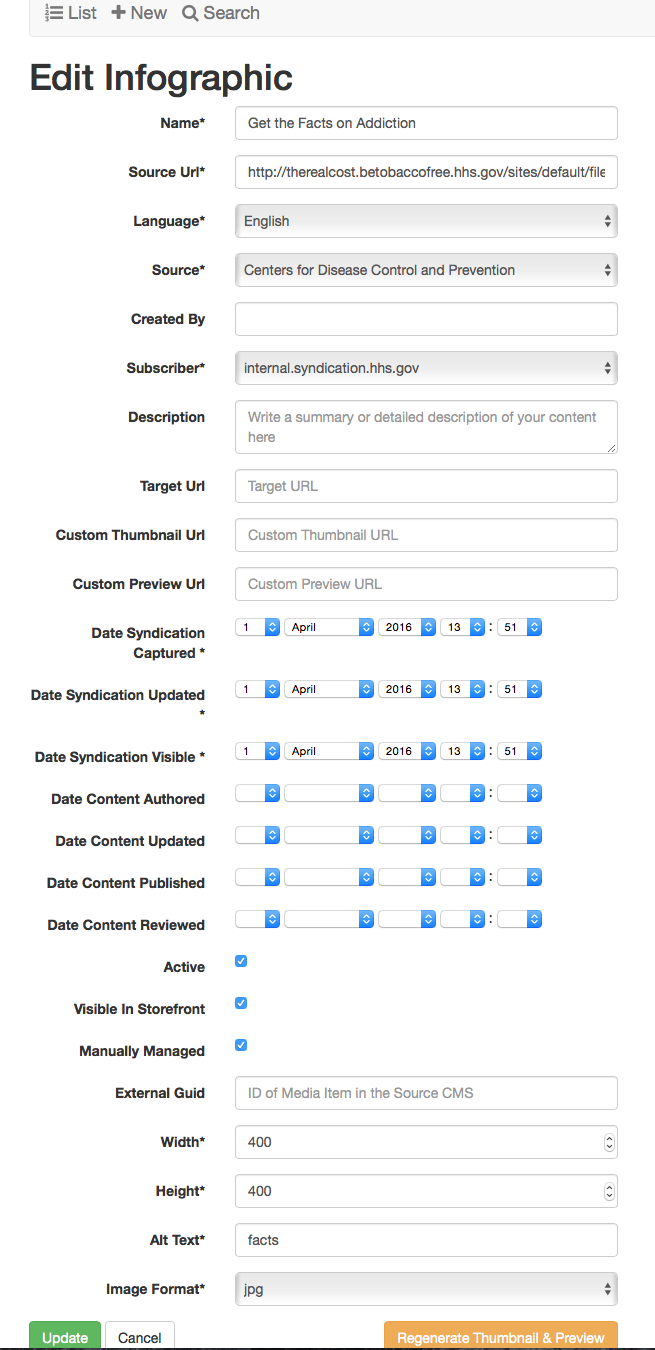 List New Search
Edit Infographic
Name* Get the Facts on Addiction
Source Url* http://therealcost.betobaccofree.hhs.gov/sites/default/file
Language* English
Source* Centers for Disease Control and Prevention
Created By
Subscriber* internal.syndication.hhs.gov
Description Write a summary or detailed description of your content
here
Target Url Target URL
Custom Thumbnail Url Custom Thumbnail URL
Custom Preview Url Custom Preview URL
Date Syndication 1 April 2016 13 : 51
Captured *
Date Syndication Updated 1 April 2016 13 : 51
*
Date Syndication Visible * 1 April 2016 13 : 51
Date Content Authored :
Date Content Updated :
Date Content Published :
Date Content Reviewed :
Active
Visible In Storefront
Manually Managed
External Guid ID of Media Item in the Source CMS
Width* 400
Height* 400
Alt Text* facts
Image Format* jpg
Update Cancel Regenerate Thumbnail & Preview